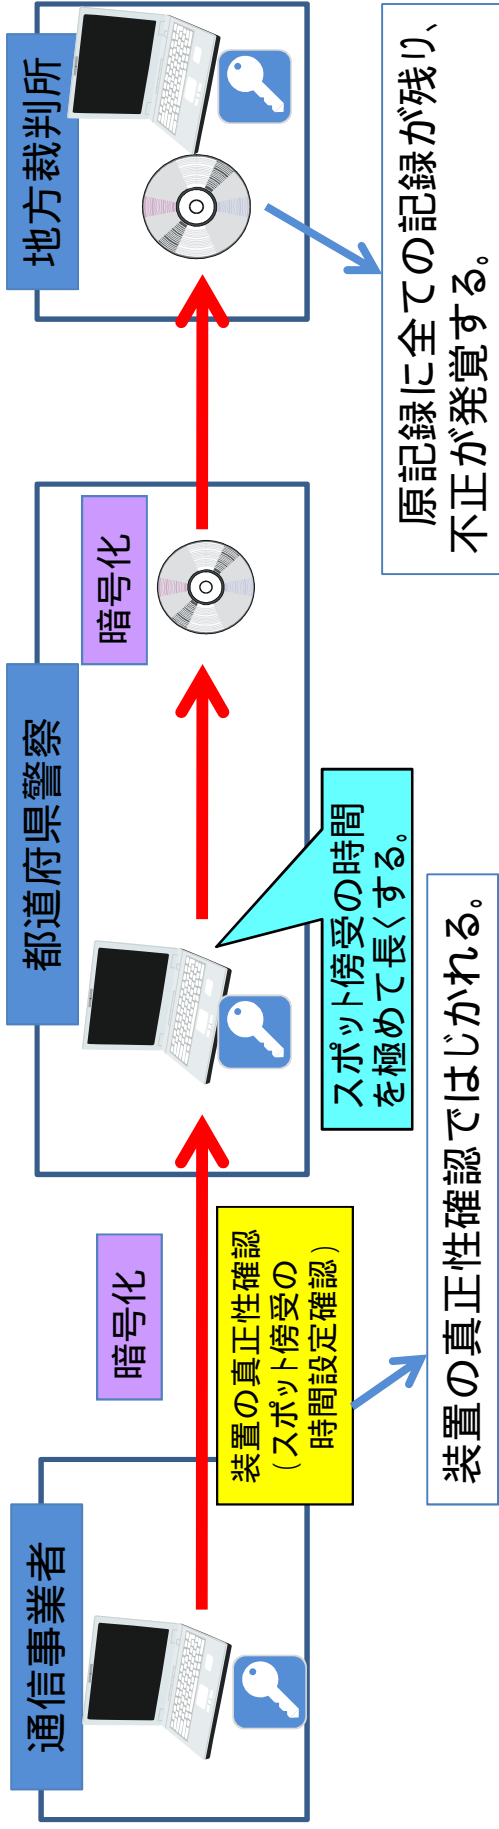 通信事業者
暗号化
装置の真正性確認
（スポット傍受の
時間設定確認）
装置の真正性確認ではじかれる。
都道府県警察
スポット傍受の時間
を極めて長くする。
暗号化
地方裁判所
原記録に全ての記録が残り、
不正が発覚する。